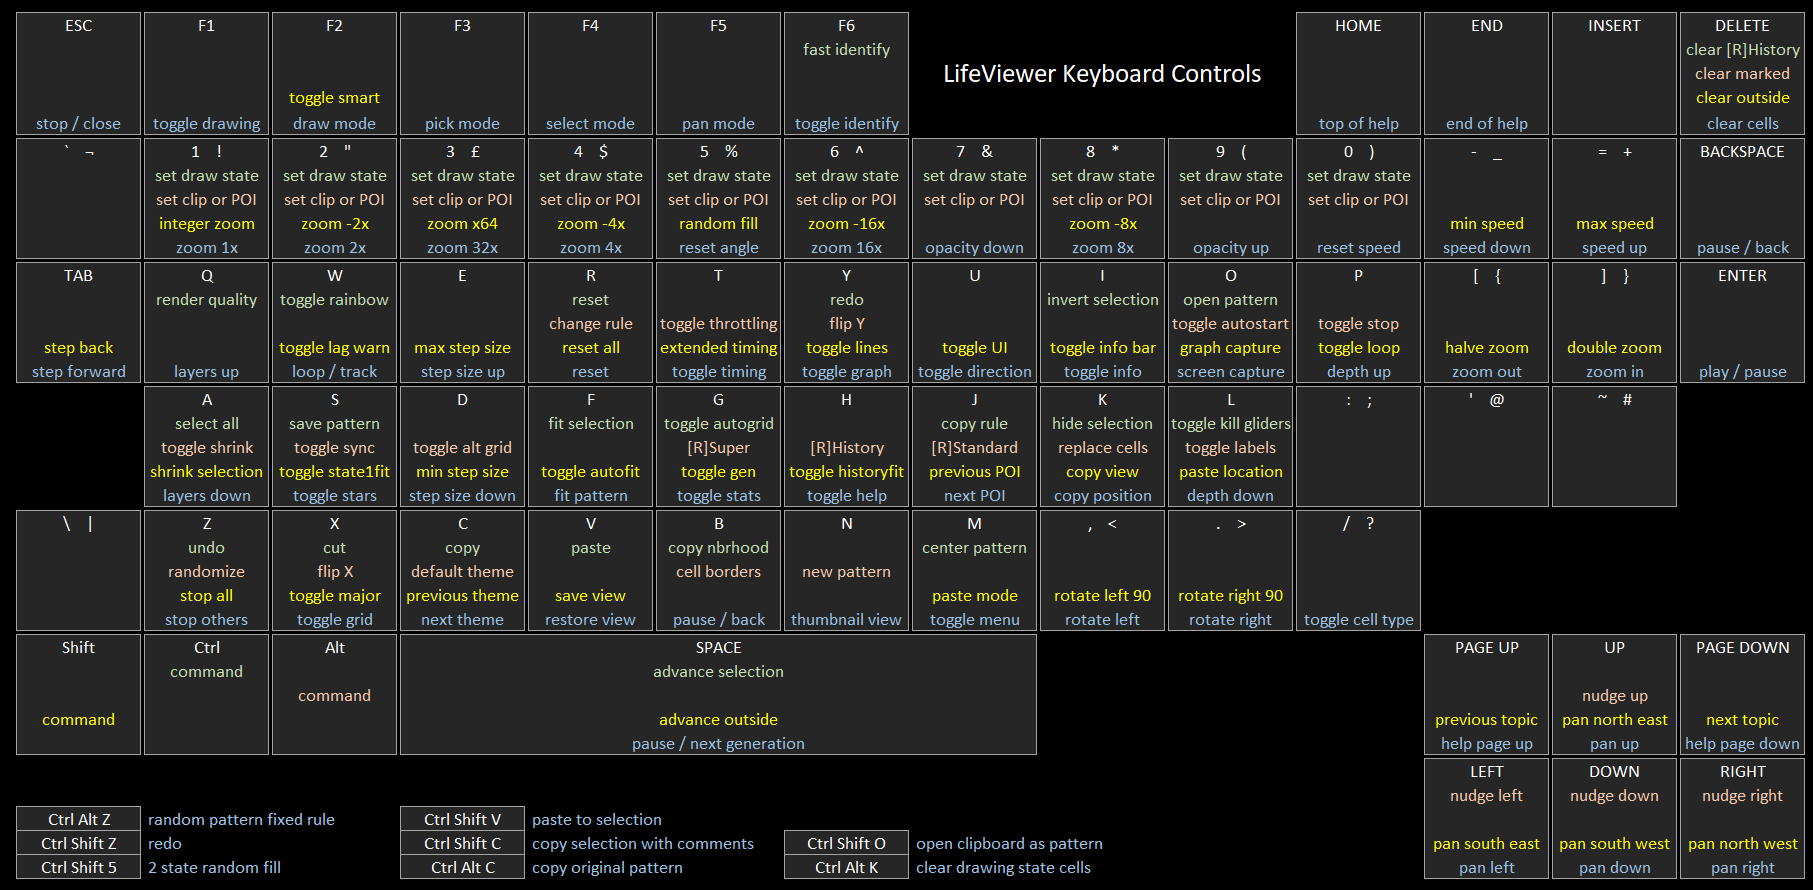 ESC
stop / close
F1
toggle drawing
F2
toggle smart
draw mode
F3
pick mode
F4
select mode
F5
pan mode
F6
fast identify
toggle identify
LifeViewer Keyboard Controls
HOME
top of help
END
end of help
INSERT
DELETE
clear [R]History
clear marked
clear outside
clear cells
` ¬
1 !
set draw state
set clip or POI
integer zoom
zoom 1x
2 "
set draw state
set clip or POI
zoom -2x
zoom 2x
3 £
set draw state
set clip or POI
zoom x64
zoom 32x
4 $
set draw state
set clip or POI
zoom -4x
zoom 4x
5 %
set draw state
set clip or POI
random fill
reset angle
6 ^
set draw state
set clip or POI
zoom -16x
zoom 16x
7 &
set draw state
set clip or POI
opacity down
8 *
set draw state
set clip or POI
zoom -8x
zoom 8x
9 (
set draw state
set clip or POI
opacity up
0 )
set draw state
set clip or POI
reset speed
- _
min speed
speed down
= +
max speed
speed up
BACKSPACE
pause / back
TAB
step back
step forward
Q
render quality
layers up
W
toggle rainbow
toggle lag warn
loop / track
E
max step size
step size up
R
reset
change rule
reset all
reset
T
toggle throttling
extended timing
toggle timing
Y
redo
flip Y
toggle lines
toggle graph
U
toggle UI
toggle direction
I
invert selection
toggle info bar
toggle info
O
open pattern
toggle autostart
graph capture
screen capture
P
toggle stop
toggle loop
depth up
[ {
halve zoom
zoom out
] }
double zoom
zoom in
ENTER
play / pause
A
select all
toggle shrink
shrink selection
layers down
S
save pattern
toggle sync
toggle state1fit
toggle stars
D
toggle alt grid
min step size
step size down
F
fit selection
toggle autofit
fit pattern
G
toggle autogrid
[R]Super
toggle gen
toggle stats
H
[R]History
toggle historyfit
toggle help
J
copy rule
[R]Standard
previous POI
next POI
K
hide selection
replace cells
copy view
copy position
L
toggle kill gliders
toggle labels
paste location
depth down
: ;
' @
~ #
\ |
Z
undo
randomize
stop all
stop others
X
cut
flip X
toggle major
toggle grid
C
copy
default theme
previous theme
next theme
V
paste
save view
restore view
B
copy nbrhood
cell borders
pause / back
N
new pattern
thumbnail view
M
center pattern
paste mode
toggle menu
, <
rotate left 90
rotate left
. >
rotate right 90
rotate right
/ ?
toggle cell type
Shift
command
Ctrl
command
Alt
command
SPACE
advance selection
advance outside
pause / next generation
PAGE UP
previous topic
help page up
UP
nudge up
pan north east
pan up
PAGE DOWN
next topic
help page down
LEFT
nudge left
pan south east
pan left
DOWN
nudge down
pan south west
pan down
RIGHT
nudge right
pan north west
pan right
Ctrl Alt Z random pattern fixed rule
Ctrl Shift Z redo
Ctrl Shift 5 2 state random fill
Ctrl Shift V paste to selection
Ctrl Shift C copy selection with comments
Ctrl Alt C copy original pattern
Ctrl Shift O open clipboard as pattern
Ctrl Alt K clear drawing state cells